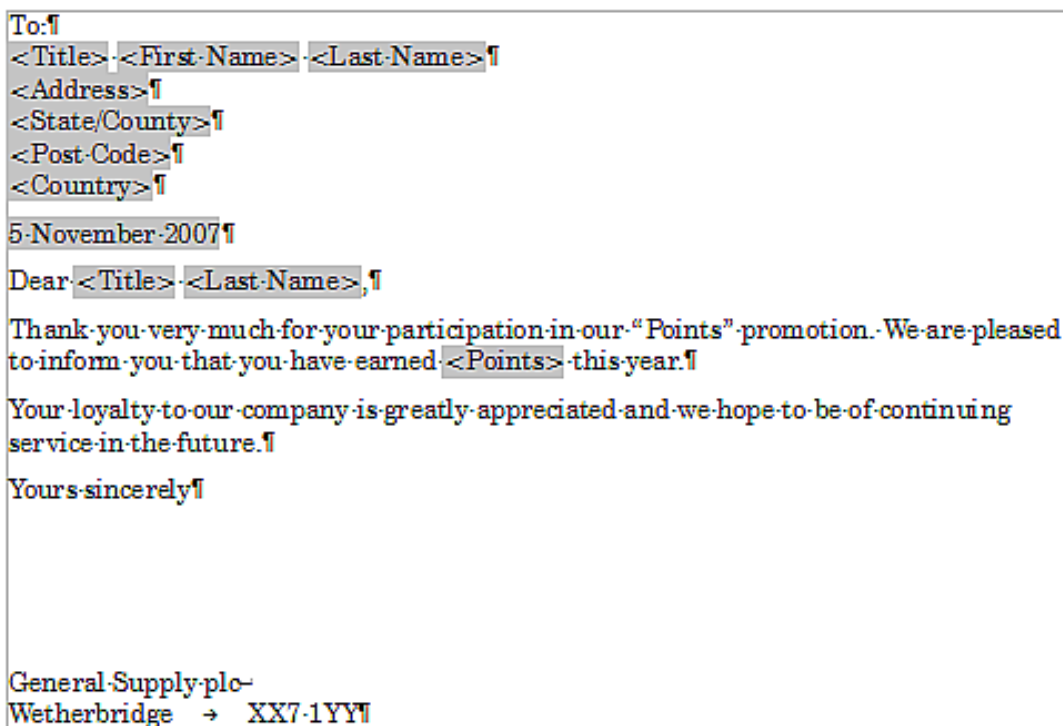 To:¶
<Title> <First Name> <Last Name>¶
<Address>¶
<State/County>¶
<Post Code>¶
<Country>¶
5 November 2007¶
Dear <Title> <Last Name>,¶
Thank you very much for your participation in our “Points” promotion. We are pleased
to inform you that you have earned <Points> this year.¶
Your loyalty to our company is greatly appreciated and we hope to be of continuing
service in the future.¶
Yours sincerely¶
General Supply plc
Wetherbridge → XX7 1YY¶